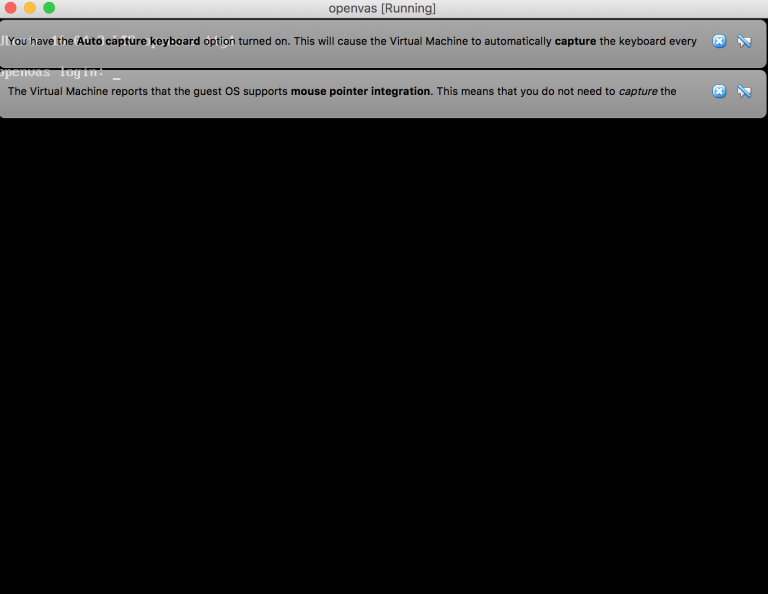 openvas [Running]
You have the Auto capture keyboard option turned on. This will cause the Virtual Machine to automatically capture the keyboard every
openvas login: _
The Virtual Machine reports that the guest OS supports mouse pointer integration. This means that you do not need to capture the